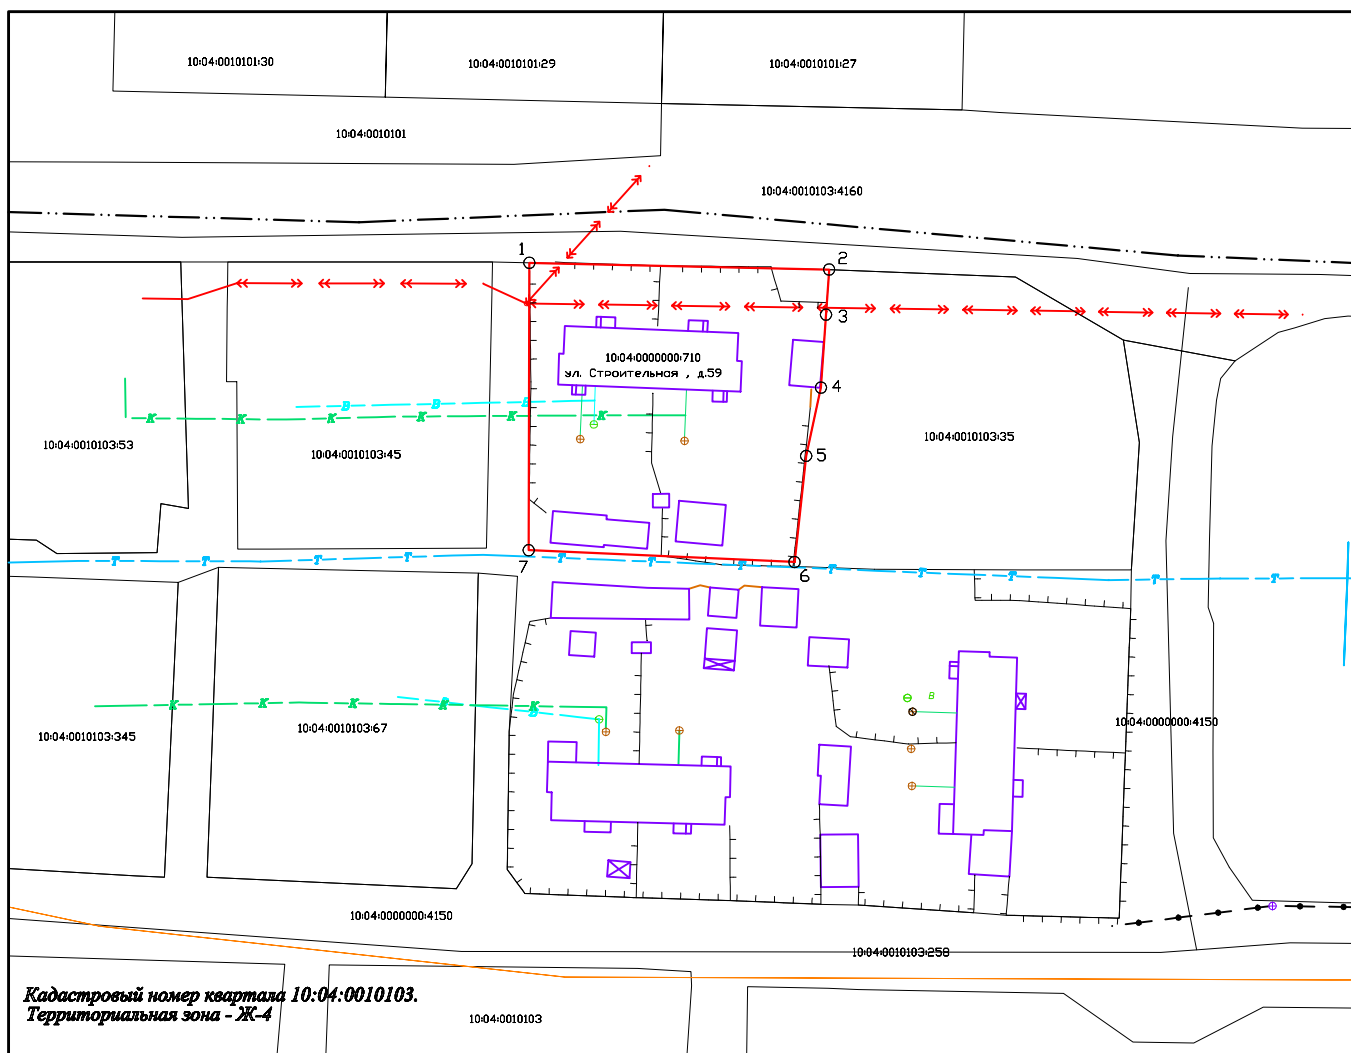 10:04:0010101:30
10:04:0010101:29
10:04:0010101:27
10:04:0010101
10:04:0010103:4160
1
2
3
10:04:0000000:710
ул. Строительная , д.59
4
В В В
К К К К К К
10:04:0010103:53
10:04:0010103:45
10:04:0010103:35
5
7
6
Т Т Т Т Т Т Т Т Т Т Т Т
К К К К К
В В
В
10:04:0010103:345
10:04:0010103:67
10:04:0000000:4150
10:04:0000000:4150
10:04:0010103:258
Кадастровый номер квартала 10:04:0010103.
Территориальная зона - Ж-4
10:04:0010103